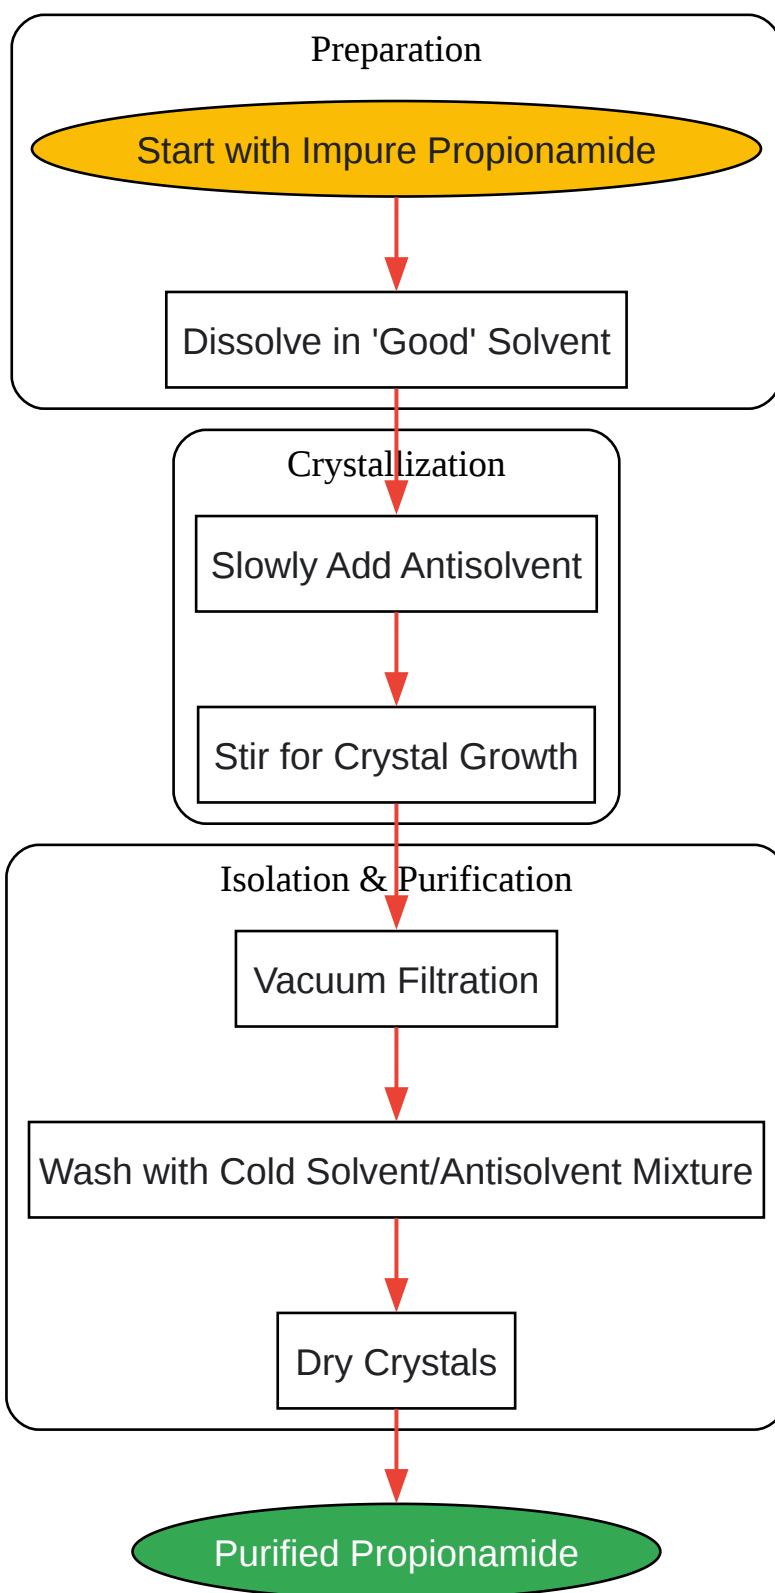 Preparation
Start with Impure Propionamide
Dissolve in 'Good' Solvent
Crystallization
Slowly Add Antisolvent
Stir for Crystal Growth
Isolation & Purification
Vacuum Filtration
Wash with Cold Solvent/Antisolvent Mixture
Dry Crystals
Purified Propionamide